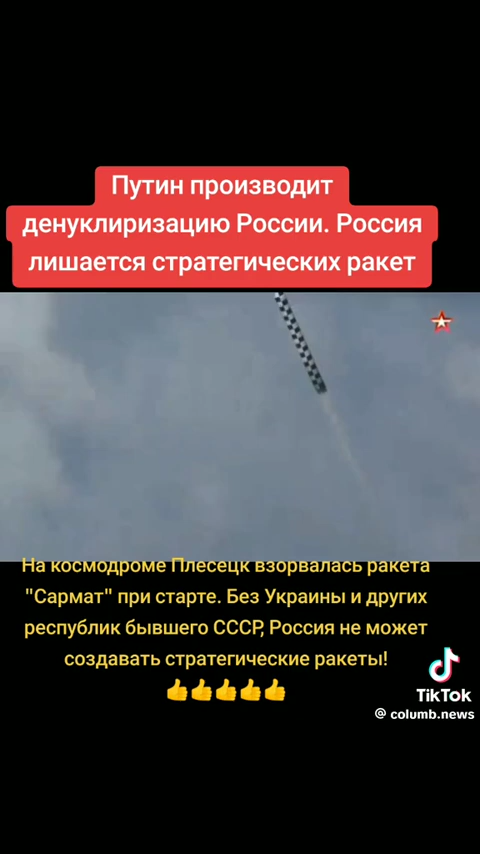 Путин производит
денуклиризацию России. Россия
лишается стратегических ракет
На космодроме Плесецк взорвалась ракета
"Сармат" при старте. Без Украины и других
республик бывшего СССР, Россия не может
создавать стратегические ракеты!
👍👍👍👍👍
TikTok
@ columb.news